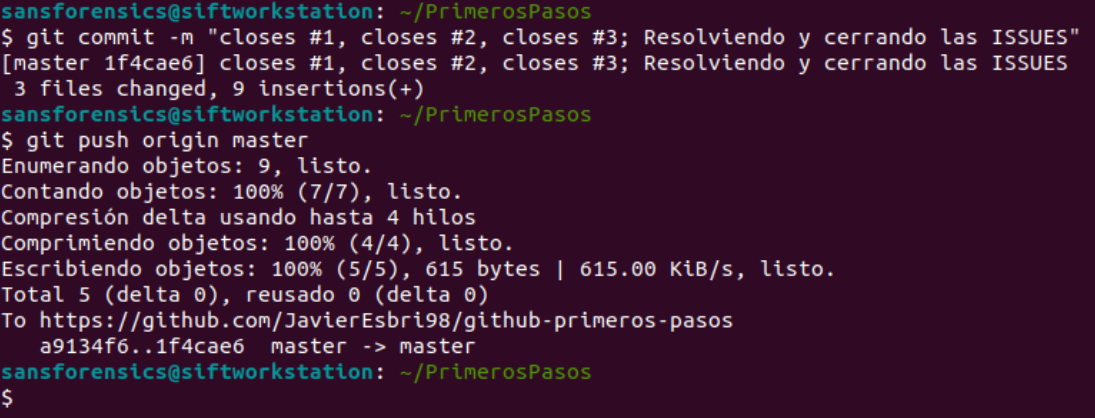 sansforensics@siftworkstation: ~/PrimerosPasos
$ git commit -m "closes #1, closes #2, closes #3; Resolviendo y cerrando las ISSUES"
[master 1f4cae6] closes #1, closes #2, closes #3; Resolviendo y cerrando las ISSUES
 3 files changed, 9 insertions(+)
sansforensics@siftworkstation: ~/PrimerosPasos
$ git push origin master
Enumerando objetos: 9, listo.
Contando objetos: 100% (7/7), listo.
Compresión delta usando hasta 4 hilos
Comprimiendo objetos: 100% (4/4), listo.
Escribiendo objetos: 100% (5/5), 615 bytes | 615.00 KiB/s, listo.
Total 5 (delta 0), reusado 0 (delta 0)
To https://github.com/JavierEsbri98/github-primeros-pasos
   a9134f6..1f4cae6  master -> master
sansforensics@siftworkstation: ~/PrimerosPasos
$